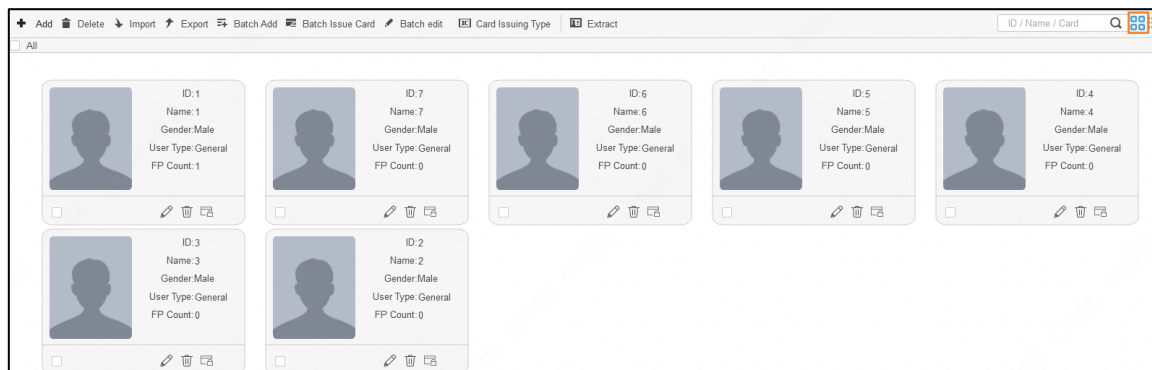 Add Delete Import Export Batch Add Batch Issue Card Batch edit Card Issuing Type Extract ID / Name / Card
All
ID:1
Name:1
Gender:Male
User Type:General
FP Count:1
ID:7
Name:7
Gender:Male
User Type:General
FP Count:0
ID:6
Name:6
Gender:Male
User Type:General
FP Count:0
ID:5
Name:5
Gender:Male
User Type:General
FP Count:0
ID:4
Name:4
Gender:Male
User Type:General
FP Count:0
ID:3
Name:3
Gender:Male
User Type:General
FP Count:0
ID:2
Name:2
Gender:Male
User Type:General
FP Count:0